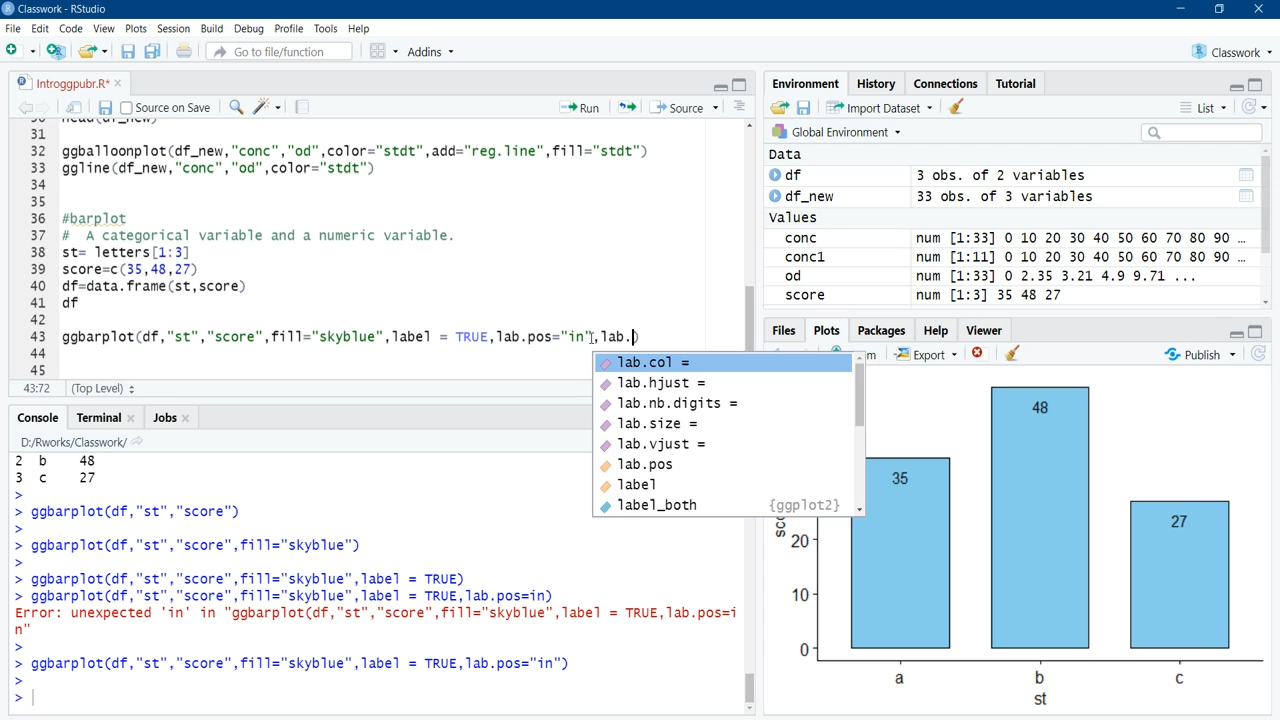 Classwork - RStudio
File Edit Code View Plots Session Build Debug Profile Tools Help
Go to file/function Addins Classwork
Introggpubr.R*
Source on Save Run Source
31
32 ggballoonplot(df_new,"conc","od",color="stdt",add="reg.line",fill="stdt")
33 ggline(df_new,"conc","od",color="stdt")
34
35
36 #barplot
37 # A categorical variable and a numeric variable.
38 st= letters[1:3]
39 score=c(35,48,27)
40 df=data.frame(st,score)
41 df
42
43 ggbarplot(df,"st","score",fill="skyblue",label = TRUE,lab.pos="in",lab.)
44
45
43:72 (Top Level)
lab.col =
lab.hjust =
lab.nb.digits =
lab.size =
lab.vjust =
lab.pos
label
label_both {ggplot2}
Console Terminal Jobs
D:/Rworks/Classwork/
2 b 48
3 c 27
>
> ggbarplot(df,"st","score")
>
> ggbarplot(df,"st","score",fill="skyblue")
>
> ggbarplot(df,"st","score",fill="skyblue",label = TRUE)
> ggbarplot(df,"st","score",fill="skyblue",label = TRUE,lab.pos=in)
Error: unexpected 'in' in "ggbarplot(df,"st","score",fill="skyblue",label = TRUE,lab.pos=i
n"
>
> ggbarplot(df,"st","score",fill="skyblue",label = TRUE,lab.pos="in")
>
>
Environment History Connections Tutorial
Import Dataset List
Global Environment
Data
df 3 obs. of 2 variables
df_new 33 obs. of 3 variables
Values
conc num [1:33] 0 10 20 30 40 50 60 70 80 90 ...
conc1 num [1:11] 0 10 20 30 40 50 60 70 80 90 ...
od num [1:33] 0 2.35 3.21 4.9 9.71 ...
score num [1:3] 35 48 27
Files Plots Packages Help Viewer
Export Publish
48
35
27
20
10
0
a b c
st